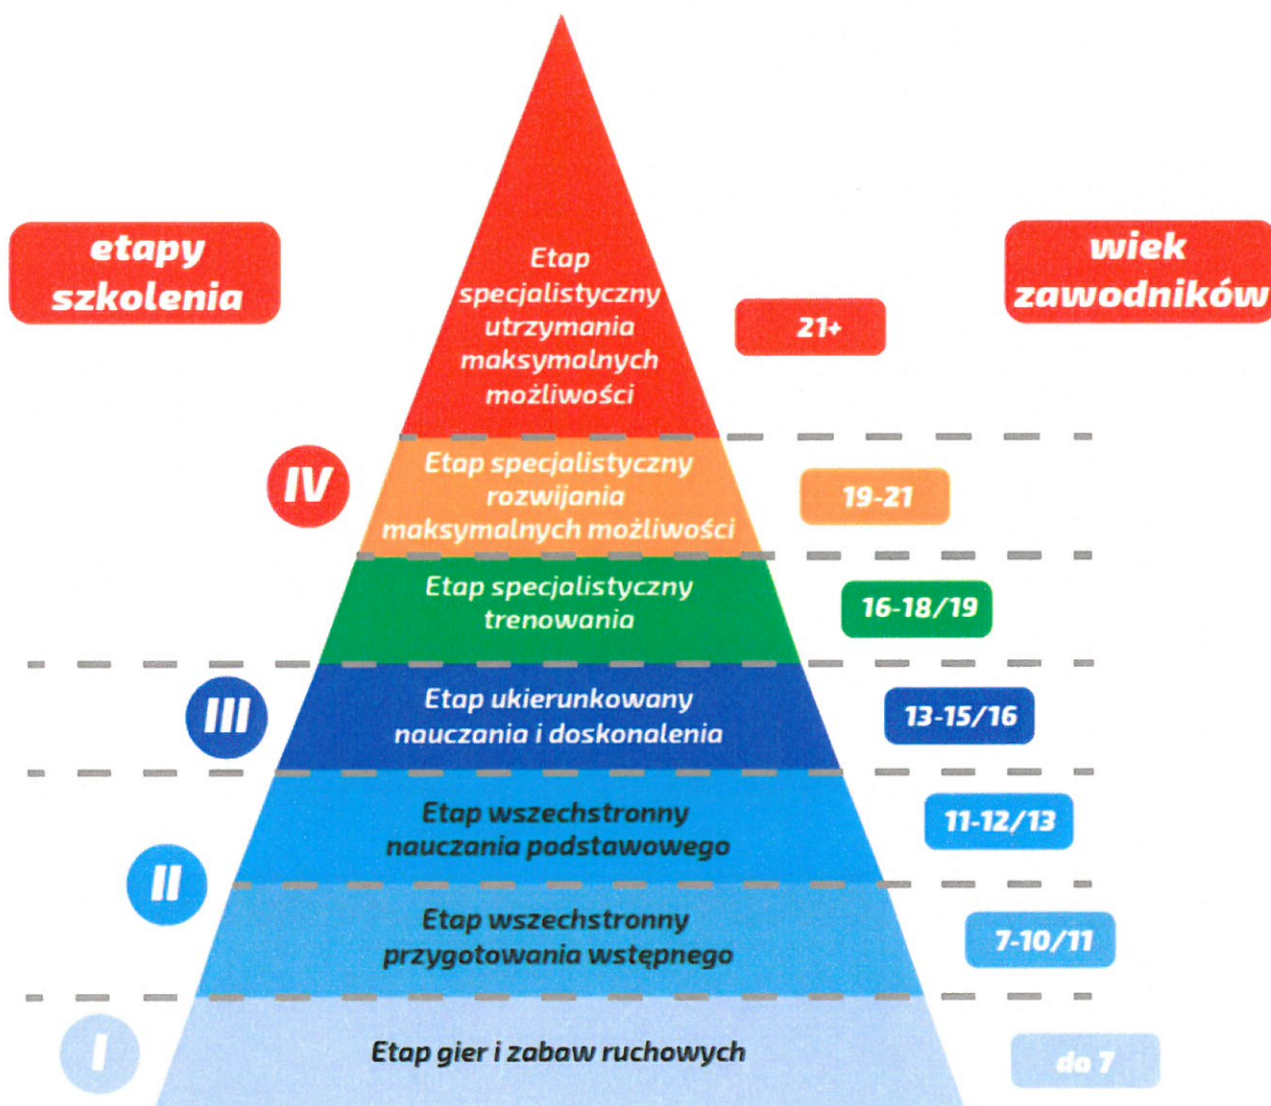 etapy
szkolenia
wiek
zawodników
Etap
specjalistyczny
utrzymania
maksymalnych
możliwości
21+
IV
Etap specjalistyczny
rozwijania
maksymalnych możliwości
19-21
Etap specjalistyczny
trenowania
16-18/19
III
Etap ukierunkowany
nauczania i doskonalenia
13-15/16
II
Etap wszechstronny
nauczania podstawowego
11-12/13
Etap wszechstronny
przygotowania wstępnego
7-10/11
I
Etap gier i zabaw ruchowych
do 7